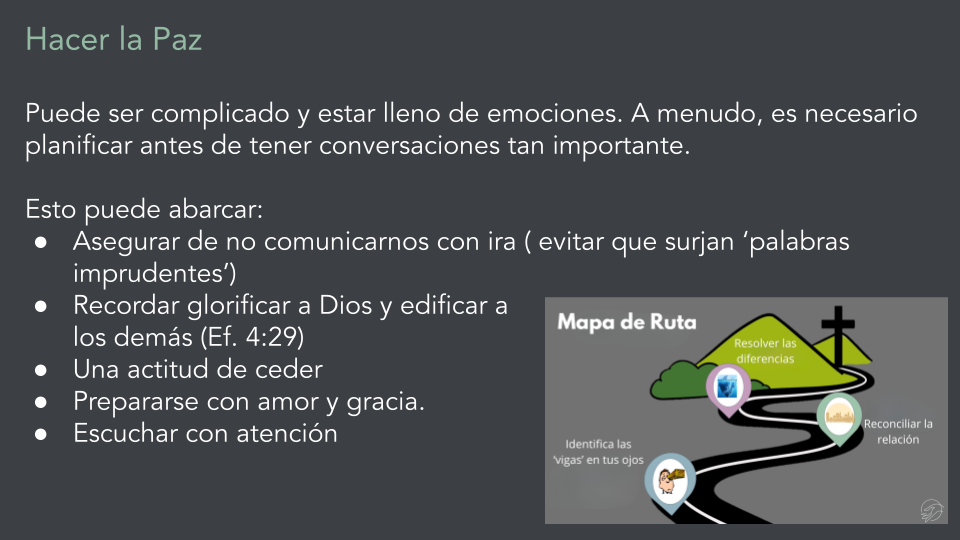 Hacer la Paz
Puede ser complicado y estar lleno de emociones. A menudo, es necesario
planificar antes de tener conversaciones tan importante.
Esto puede abarcar:
● Asegurar de no comunicarnos con ira ( evitar que surjan ‘palabras
imprudentes’)
● Recordar glorificar a Dios y edificar a
los demás (Ef. 4:29)
● Una actitud de ceder
● Prepararse con amor y gracia.
● Escuchar con atención
Mapa de Ruta
Resolver las
diferencias
Reconciliar la
relación
Identifica las
'vigas' en tus ojos